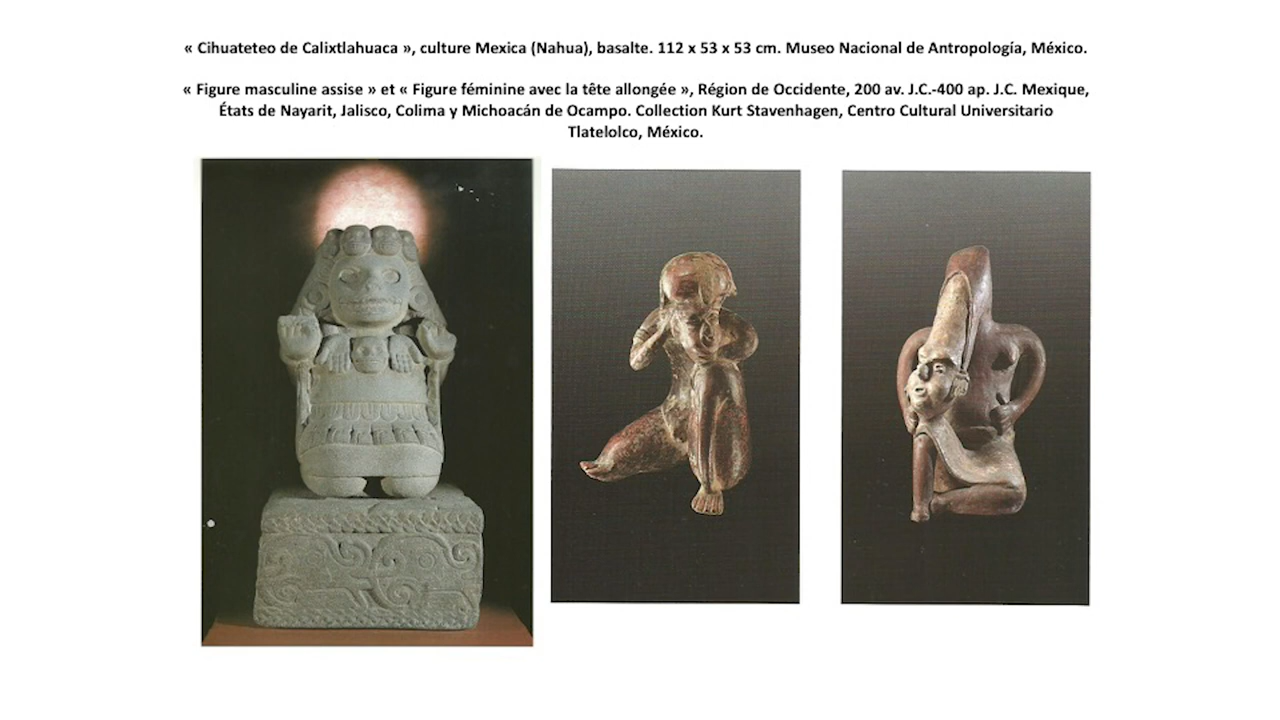 « Cihuateteo de Calixtlahuaca », culture Mexica (Nahua), basalte. 112 x 53 x 53 cm. Museo Nacional de Antropología, México.
« Figure masculine assise » et « Figure féminine avec la tête allongée », Région de Occidente, 200 av. J.C.-400 ap. J.C. Mexique,
États de Nayarit, Jalisco, Colima y Michoacán de Ocampo. Collection Kurt Stavenhagen, Centro Cultural Universitario
Tlatelolco, México.